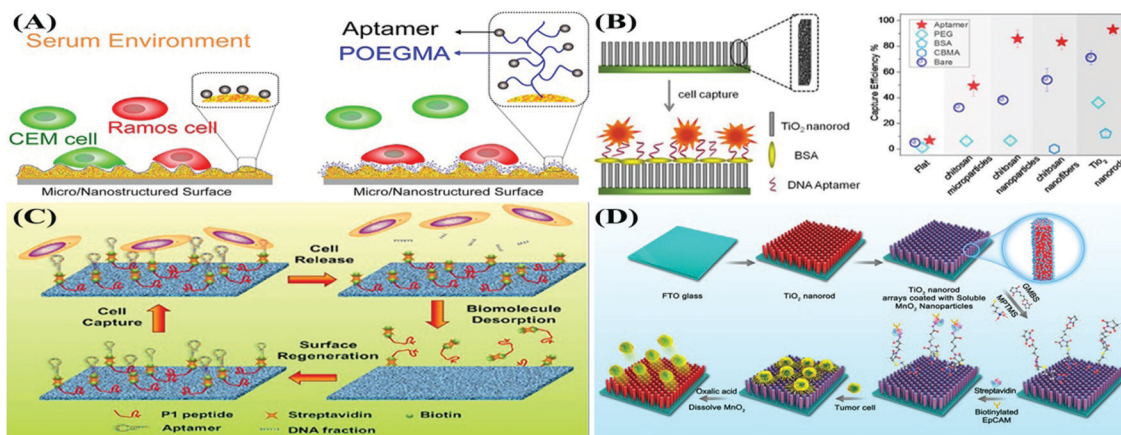 (A)
Serum Environment
Aptamer
POEGMA
CEM cell
Ramos cell
Micro/Nanostructured Surface
Micro/Nanostructured Surface
(B)
cell capture
TiO2 nanorod
BSA
DNA Aptamer
Capture Efficiency %
100
80
60
40
20
0
Aptamer
PEG
BSA
CBMA
Bare
Flat
chitosan
microparticles
chitosan
nanoparticles
chitosan
nanofibers
TiO2
nanorod
(C)
Cell
Release
Cell
Capture
Biomolecule
Desorption
Surface
Regeneration
P1 peptide
Streptavidin
Biotin
Aptamer
DNA fraction
(D)
FTO glass
TiO2 nanorod
TiO2 nanorod
arrays coated with Soluble
MnO2 Nanoparticles
GMBS
MPTMS
Oxalic acid
Dissolve MnO2
Tumor cell
Streptavidin
Biotinylated
EpCAM